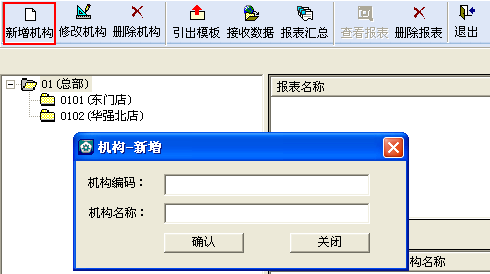 新增机构 修改机构 删除机构 引出模板 接收数据 报表汇总 查看报表 删除报表 退出
01(总部)
0101(东门店)
0102(华强北店)
报表名称
机构-新增
机构编码：
机构名称：
确认 关闭
构名称